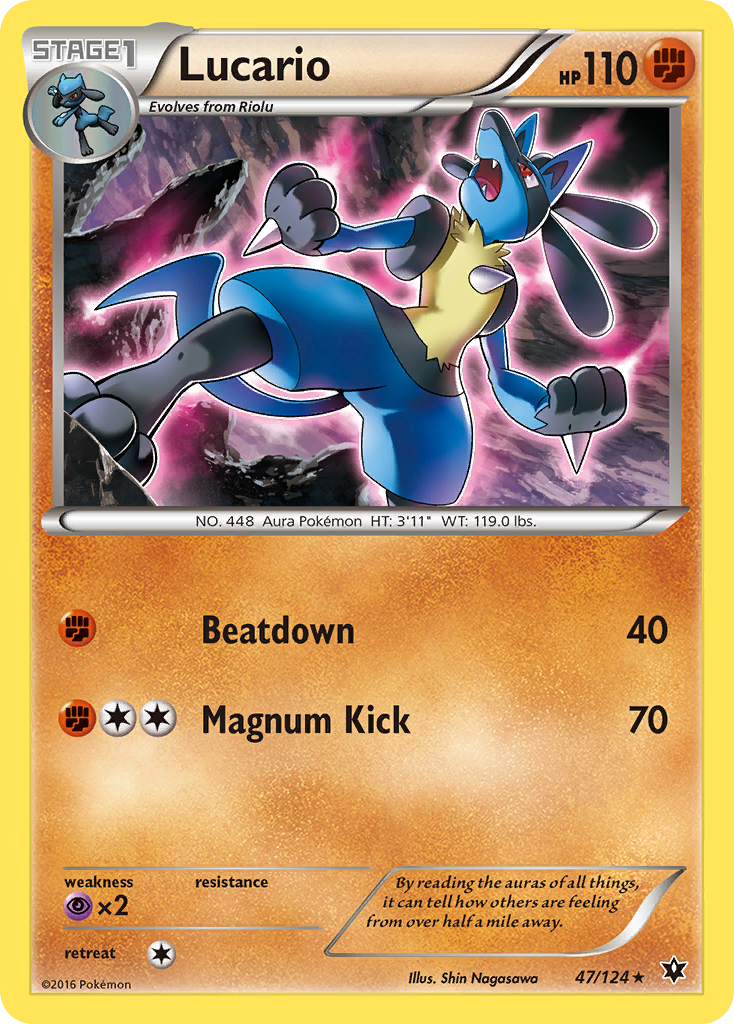 STAGE1
Lucario
HP 110
Evolves from Riolu
NO. 448 Aura Pokémon HT: 3'11" WT: 119.0 lbs.
Beatdown 40
Magnum Kick 70
weakness resistance
×2
By reading the auras of all things,
it can tell how others are feeling
from over half a mile away.
retreat
©2016 Pokémon
Illus. Shin Nagasawa 47/124 ★